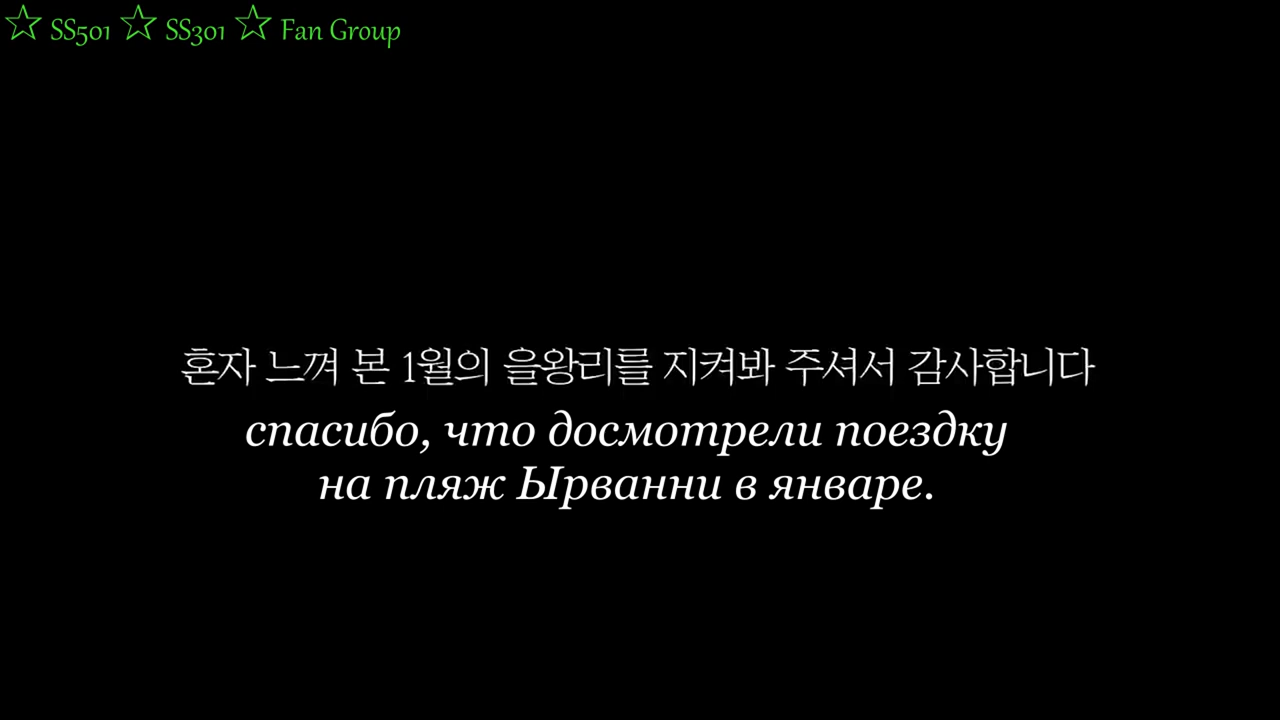 ☆ SS501 ☆ SS301 ☆ Fan Group
혼자 느껴 본 1월의 을왕리를 지켜봐 주셔서 감사합니다
спасибо, что досмотрели поездку
на пляж Ырванни в январе.